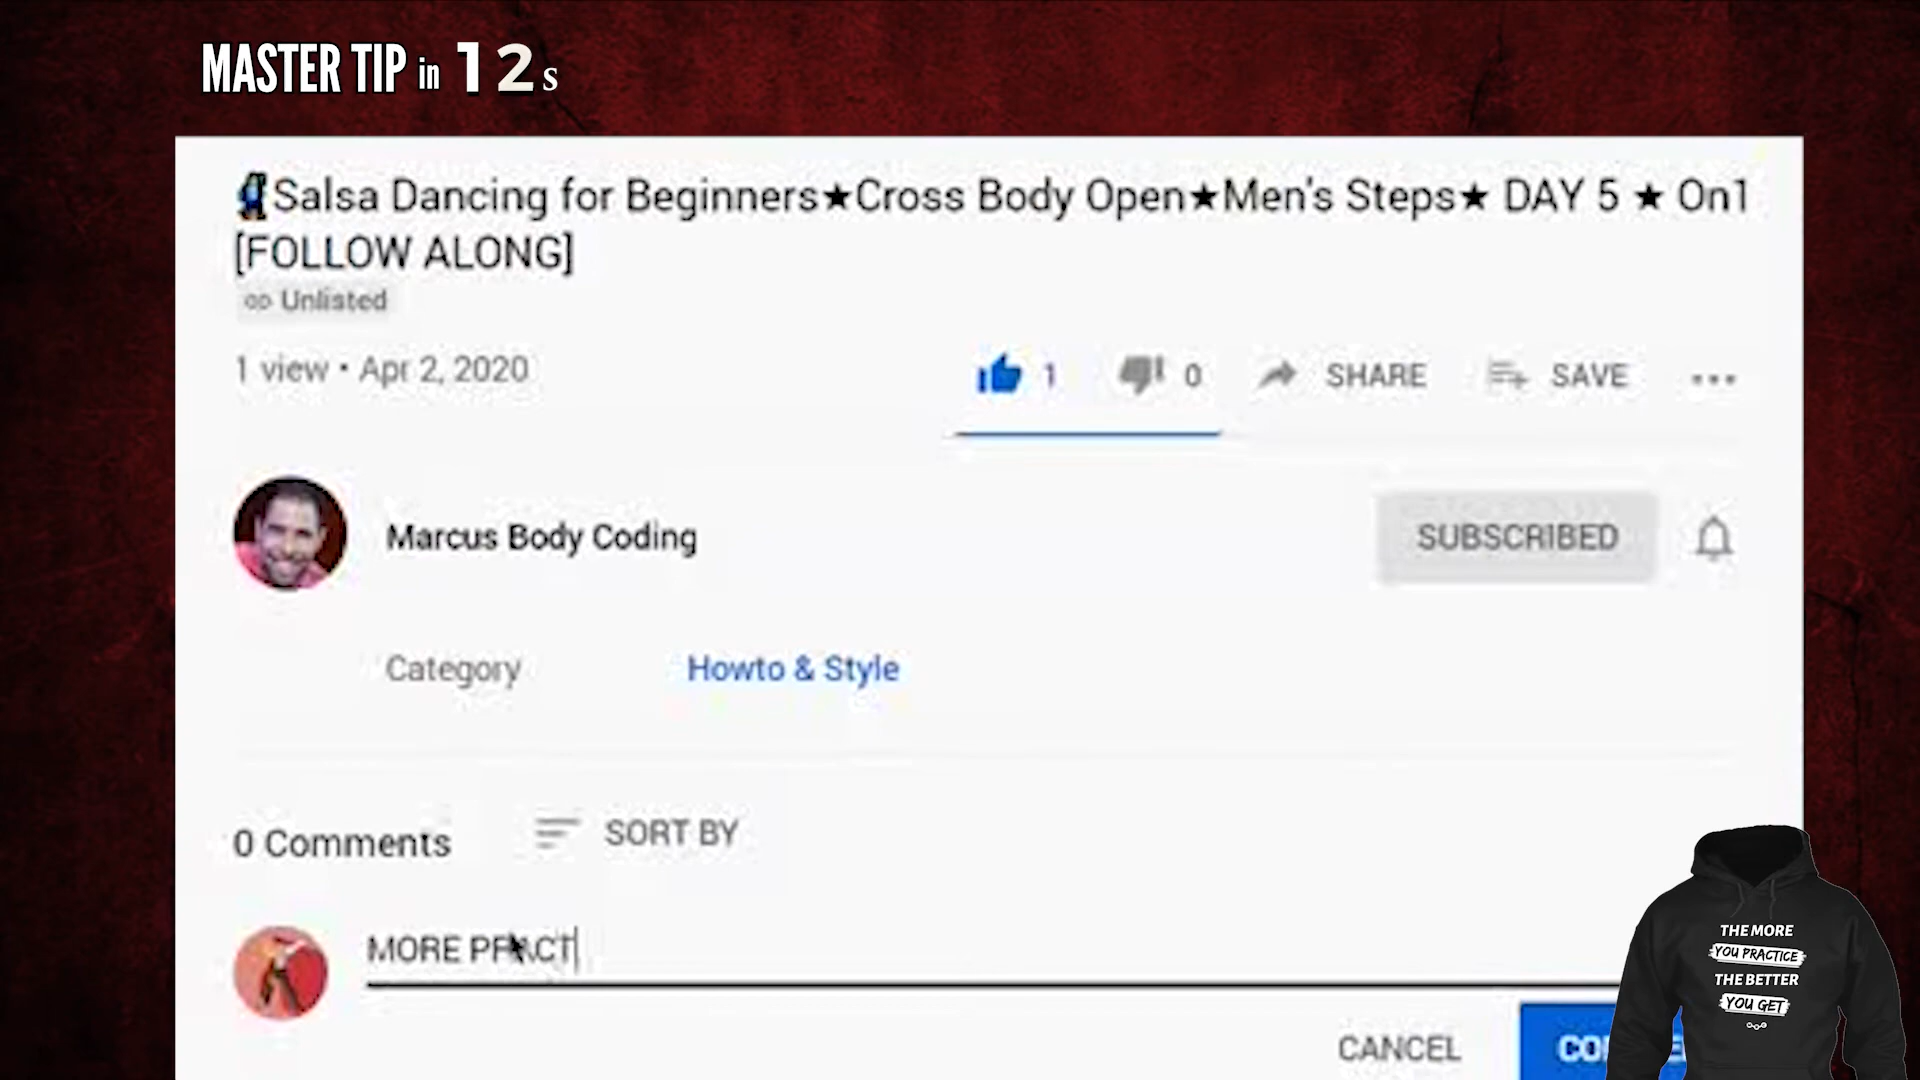 MASTER TIP in 12s
Salsa Dancing for Beginners★Cross Body Open★Men's Steps★ DAY 5 ★ On1
[FOLLOW ALONG]
Unlisted
1 view • Apr 2, 2020
1 0 SHARE SAVE ...
Marcus Body Coding
SUBSCRIBED
Category Howto & Style
0 Comments SORT BY
MORE PRACT
CANCEL
THE MORE
YOU PRACTICE
THE BETTER
YOU GET